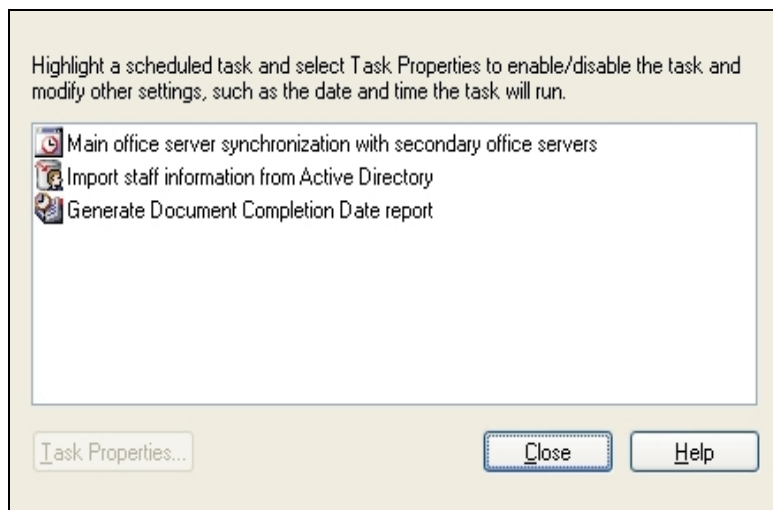 Highlight a scheduled task and select Task Properties to enable/disable the task and
modify other settings, such as the date and time the task will run.
Main office server synchronization with secondary office servers
Import staff information from Active Directory
Generate Document Completion Date report
Task Properties...
Close
Help